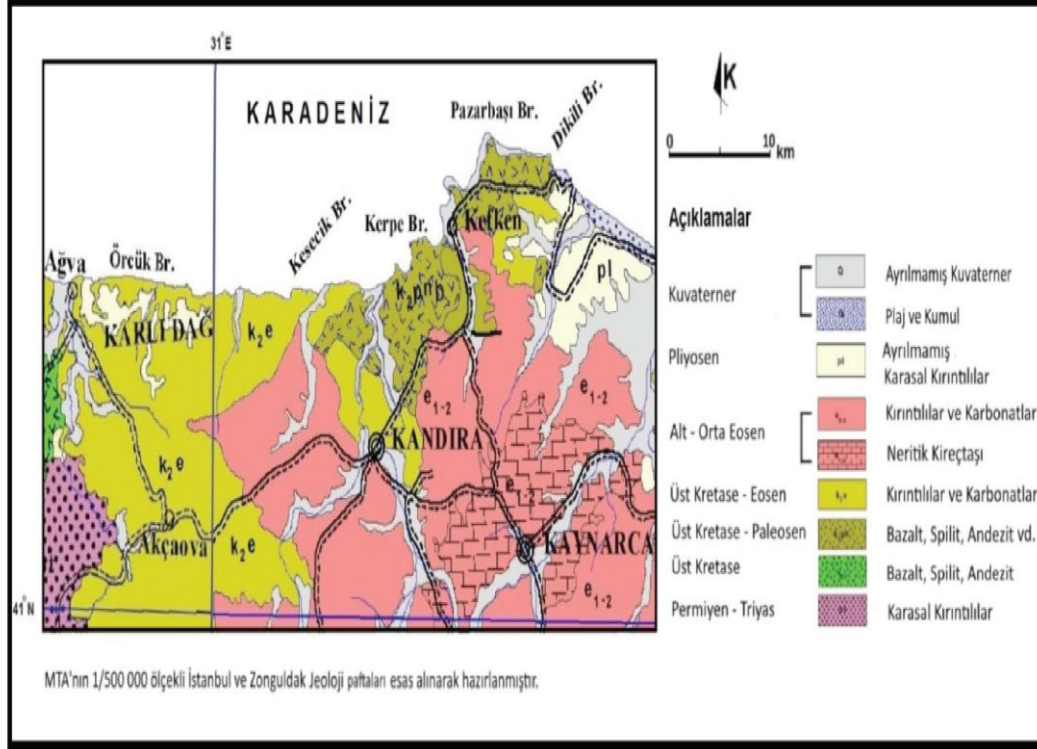 31°E
K
KARADENİZ
Pazarbaşı Br.
Dikili Br.
0 10 km
Kesecik Br.
Kerpe Br.
Kefken
Açıklamalar
Ağva
Örcük Br.
KARLI DAĞ
k₂e
pl
Kuvaterner
Ayrılmamış Kuvaterner
Plaj ve Kumul
Pliyosen
pl
Ayrılmamış
Karasal Kırıntılılar
e₁₋₂
e₁₋₂
KANDIRA
Alt - Orta Eosen
Kırıntılılar ve Karbonatlar
Neritik Kireçtaşı
k₂e
e₁₋₂
Üst Kretase - Eosen
Kırıntılılar ve Karbonatlar
Akçaova
k₂e
KAYNARCA
Üst Kretase - Paleosen
Bazalt, Spilit, Andezit vd.
Üst Kretase
Bazalt, Spilit, Andezit
e₁₋₂
41°N
Permiyen - Triyas
Karasal Kırıntılılar
MTA'nın 1/500 000 ölçekli İstanbul ve Zonguldak Jeoloji paftaları esas alınarak hazırlanmıştır.